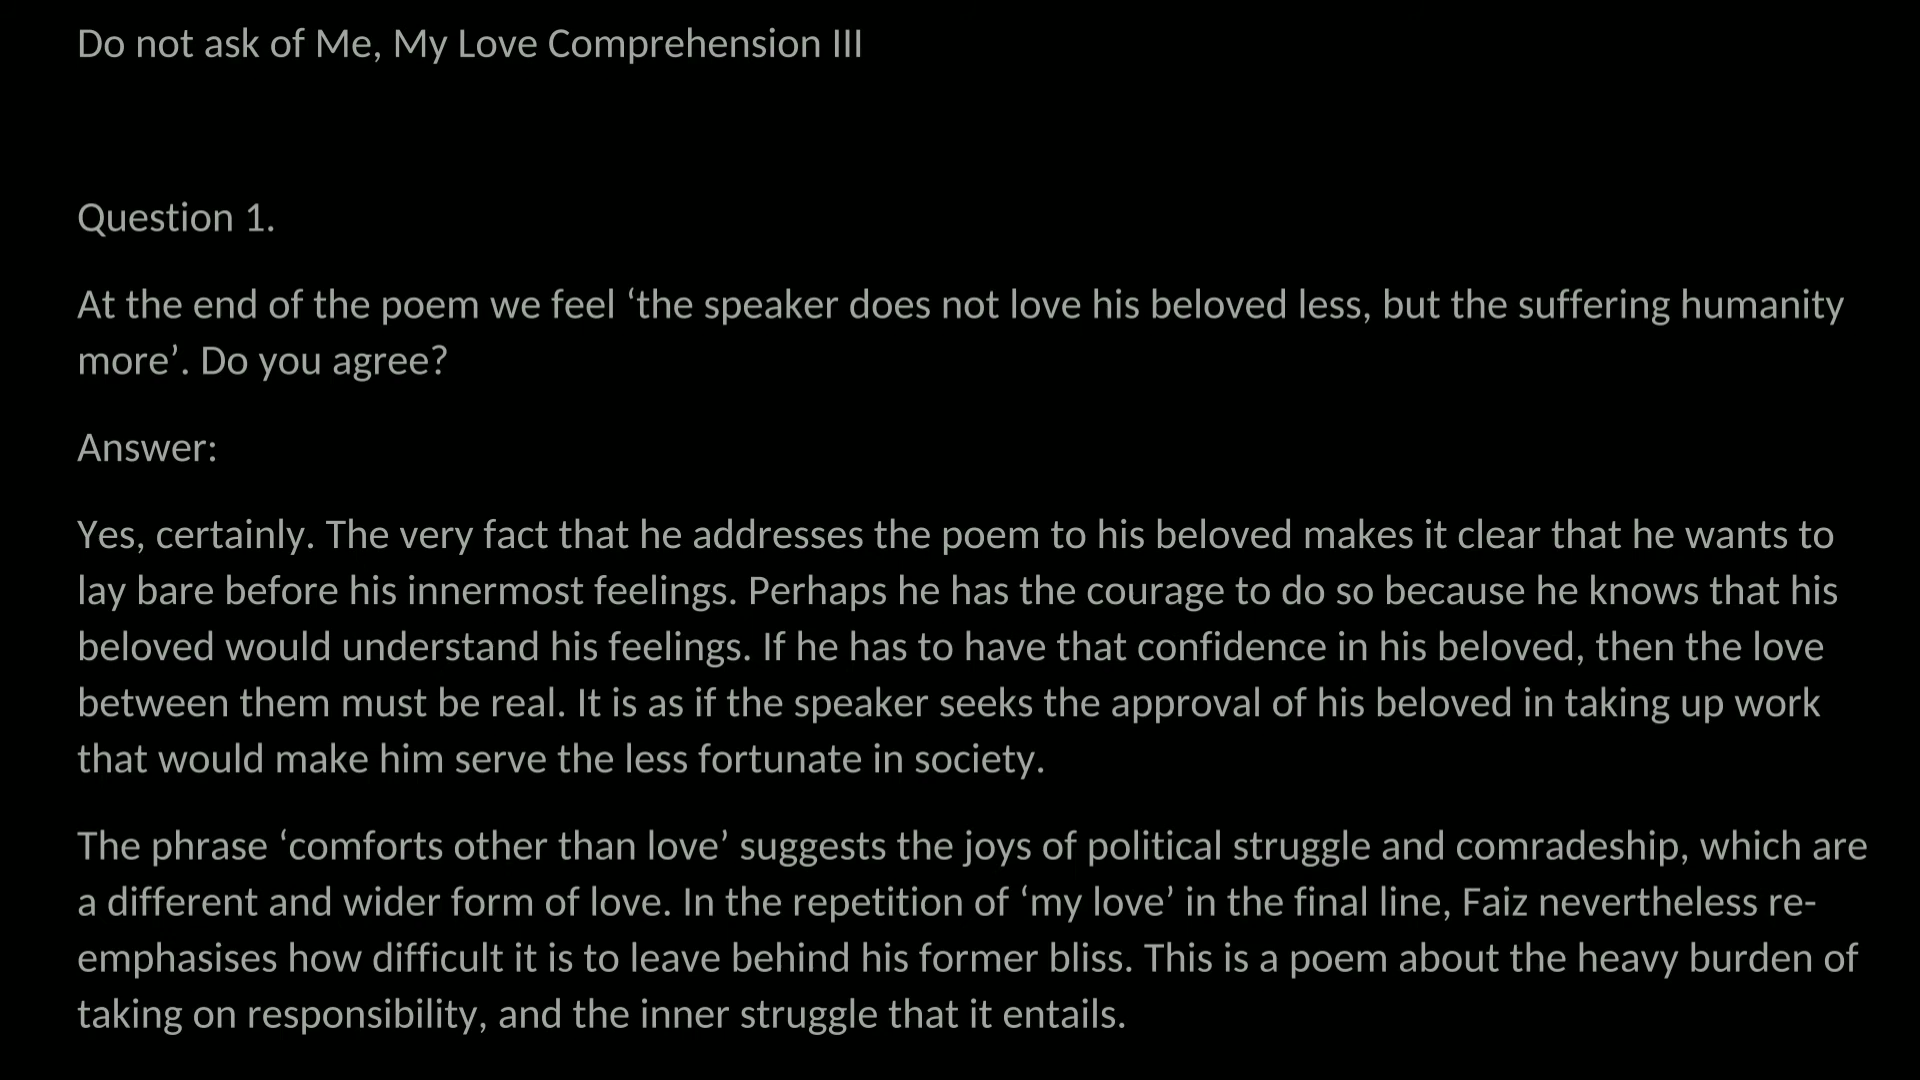 Do not ask of Me, My Love Comprehension III
Question 1.
At the end of the poem we feel ‘the speaker does not love his beloved less, but the suffering humanity
more’. Do you agree?
Answer:
Yes, certainly. The very fact that he addresses the poem to his beloved makes it clear that he wants to
lay bare before his innermost feelings. Perhaps he has the courage to do so because he knows that his
beloved would understand his feelings. If he has to have that confidence in his beloved, then the love
between them must be real. It is as if the speaker seeks the approval of his beloved in taking up work
that would make him serve the less fortunate in society.
The phrase ‘comforts other than love’ suggests the joys of political struggle and comradeship, which are
a different and wider form of love. In the repetition of ‘my love’ in the final line, Faiz nevertheless re-
emphasises how difficult it is to leave behind his former bliss. This is a poem about the heavy burden of
taking on responsibility, and the inner struggle that it entails.